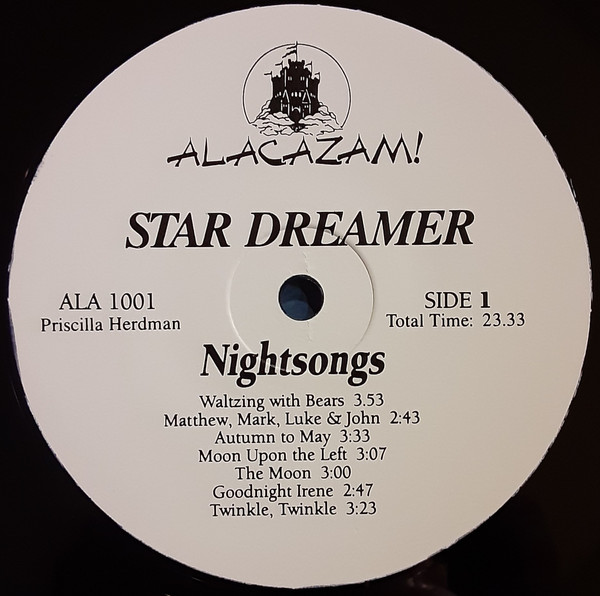 ALACAZAM!
STAR DREAMER
ALA 1001
Priscilla Herdman
SIDE 1
Total Time: 23.33
Nightsongs
Waltzing with Bears 3.53
Matthew, Mark, Luke & John 2:43
Autumn to May 3:33
Moon Upon the Left 3:07
The Moon 3:00
Goodnight Irene 2:47
Twinkle, Twinkle 3:23